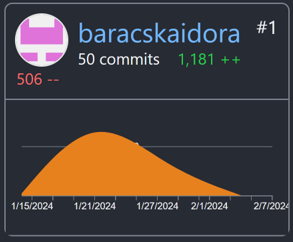 baracskaidora #1
50 commits 1,181 ++
506 --
1/15/2024 1/21/2024 1/27/2024 2/1/2024 2/7/2024